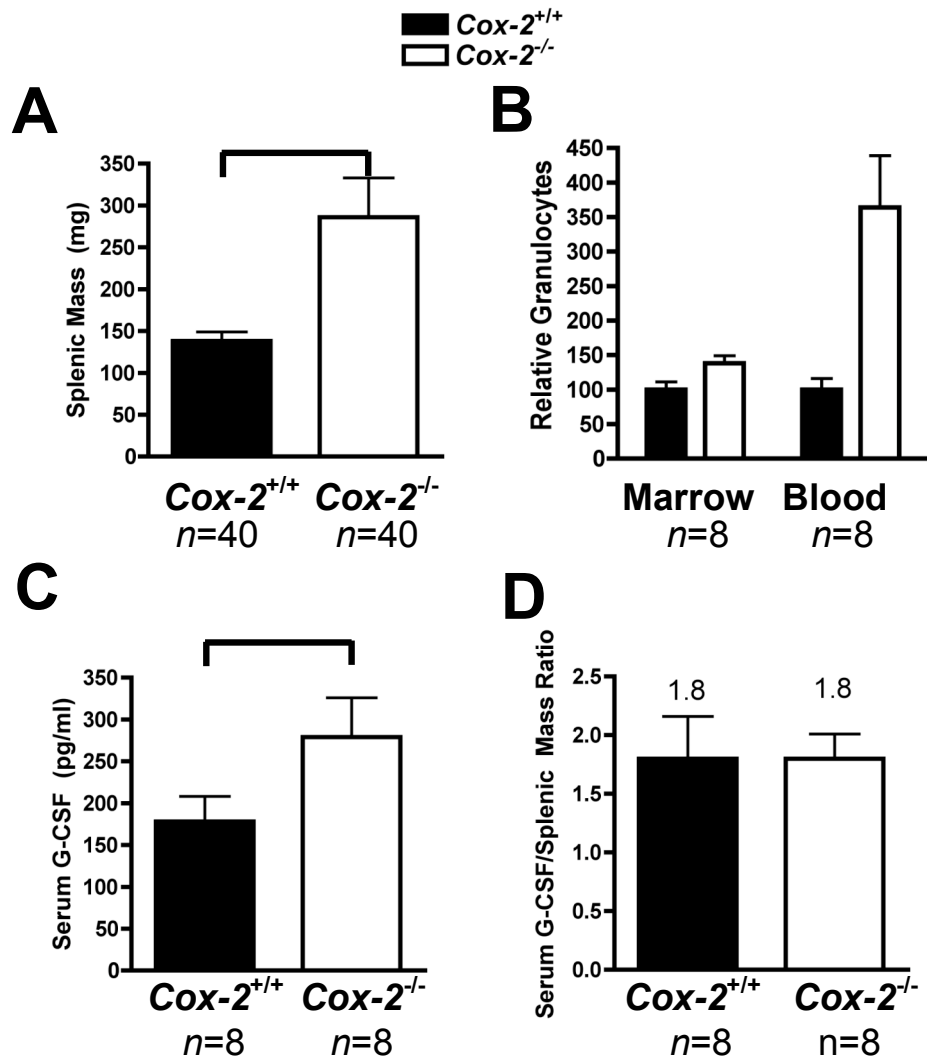 Cox-2+/+
Cox-2-/-
A
Splenic Mass (mg)
350
300
250
200
150
100
50
0
Cox-2+/+ Cox-2-/-
n=40 n=40
B
Relative Granulocytes
450
400
350
300
250
200
150
100
50
0
Marrow Blood
n=8 n=8
C
Serum G-CSF (pg/ml)
350
300
250
200
150
100
50
0
Cox-2+/+ Cox-2-/-
n=8 n=8
D
Serum G-CSF/Splenic Mass Ratio
2.5
2.0
1.5
1.0
0.5
0.0
1.8 1.8
Cox-2+/+ Cox-2-/-
n=8 n=8